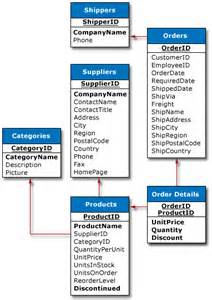 Shippers
ShipperID
CompanyName
Phone
Orders
OrderID
CustomerID
EmployeeID
OrderDate
RequiredDate
ShippedDate
ShipVia
Freight
ShipName
ShipAddress
ShipCity
ShipRegion
ShipPostalCode
ShipCountry
Suppliers
SupplierID
CompanyName
ContactName
ContactTitle
Address
City
Region
PostalCode
Country
Phone
Fax
HomePage
Categories
CategoryID
CategoryName
Description
Picture
Order Details
OrderID
ProductID
UnitPrice
Quantity
Discount
Products
ProductID
ProductName
SupplierID
CategoryID
QuantityPerUnit
UnitPrice
UnitsInStock
UnitsOnOrder
ReorderLevel
Discontinued